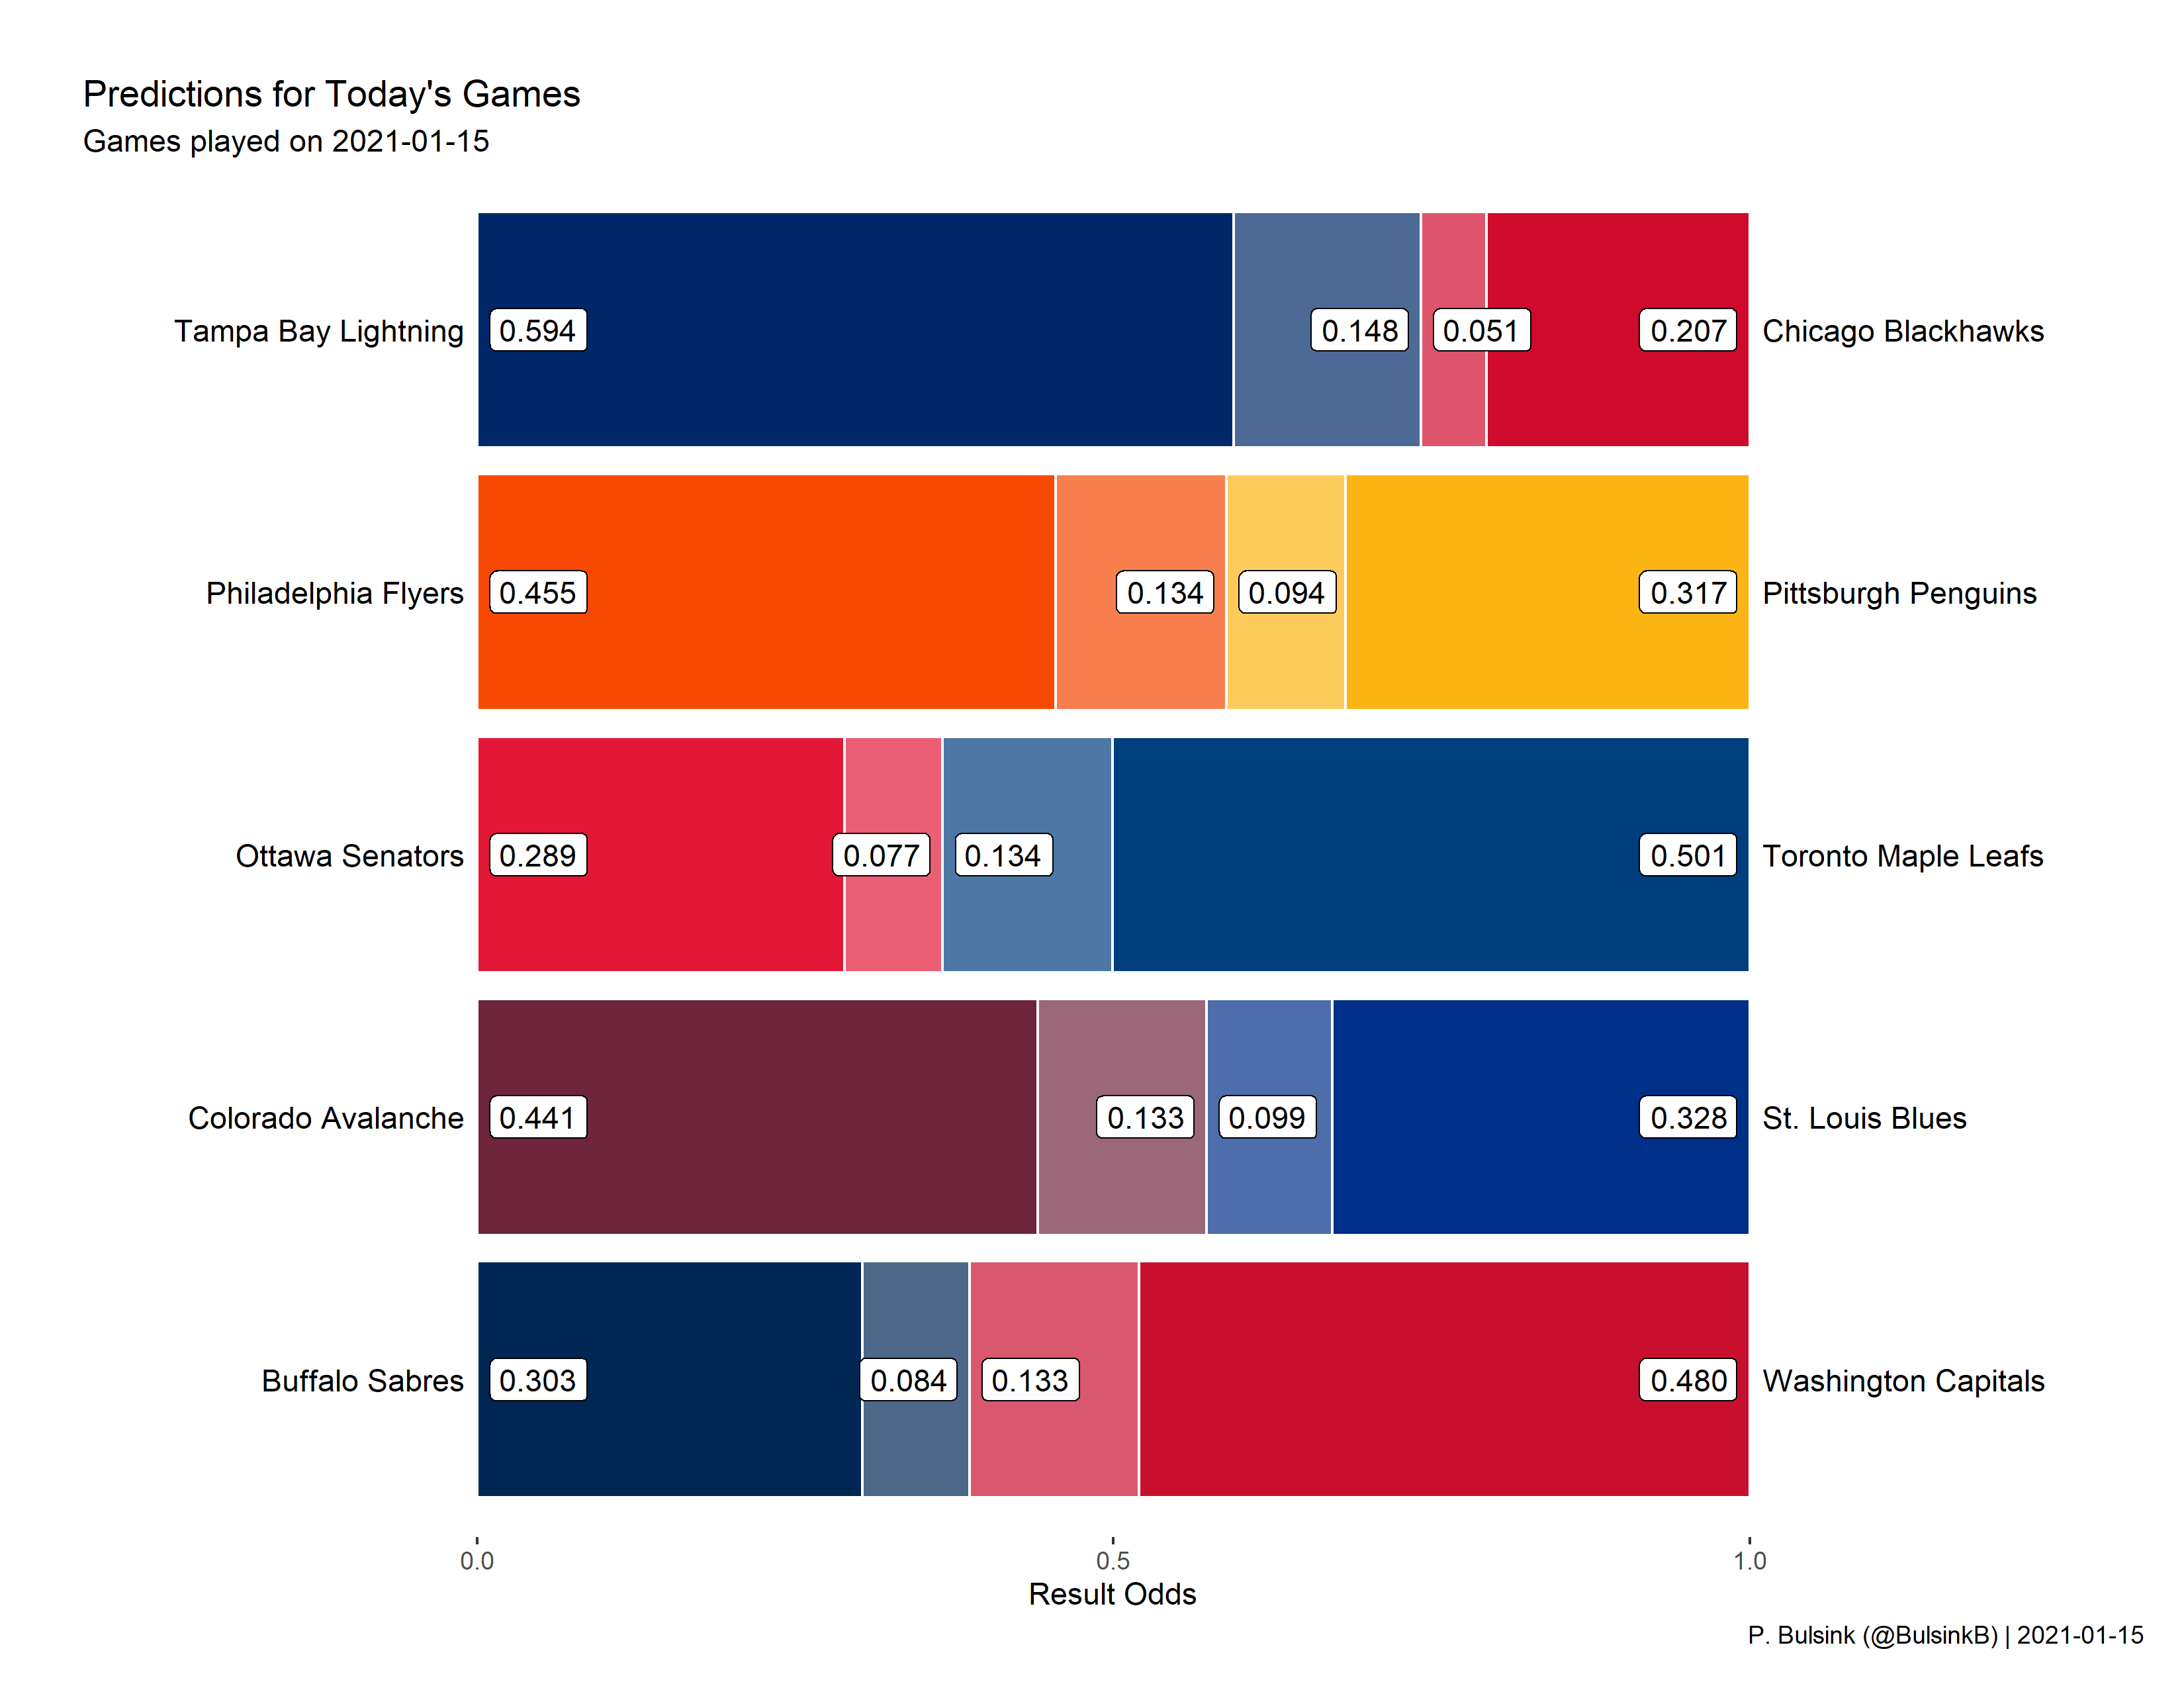 Predictions for Today's Games
Games played on 2021-01-15
Tampa Bay Lightning 0.594 0.148 0.051 0.207 Chicago Blackhawks
Philadelphia Flyers 0.455 0.134 0.094 0.317 Pittsburgh Penguins
Ottawa Senators 0.289 0.077 0.134 0.501 Toronto Maple Leafs
Colorado Avalanche 0.441 0.133 0.099 0.328 St. Louis Blues
Buffalo Sabres 0.303 0.084 0.133 0.480 Washington Capitals
0.0 0.5 1.0
Result Odds
P. Bulsink (@BulsinkB) | 2021-01-15